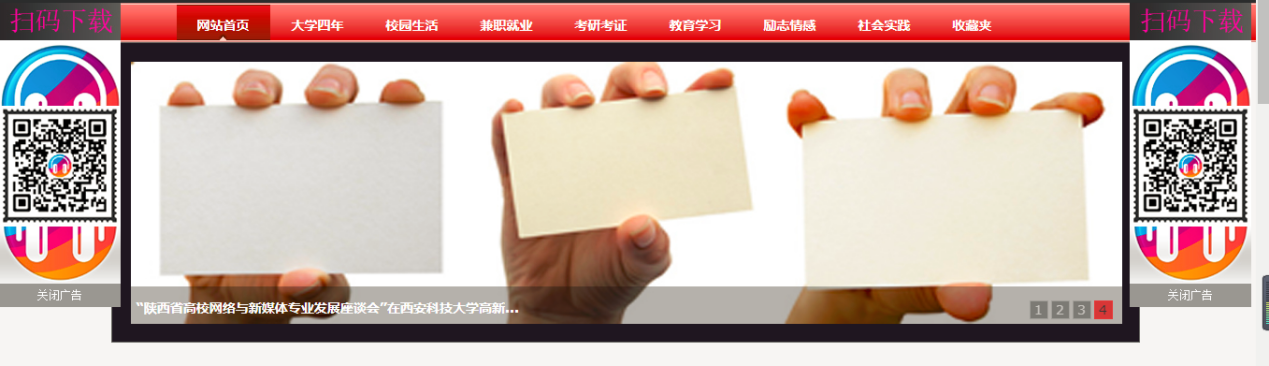 扫码下载
网站首页 大学四年 校园生活 兼职就业 考研考证 教育学习 励志情感 社会实践 收藏夹
扫码下载
“陕西省高校网络与新媒体专业发展座谈会”在西安科技大学高新...
1 2 3 4
关闭广告
关闭广告